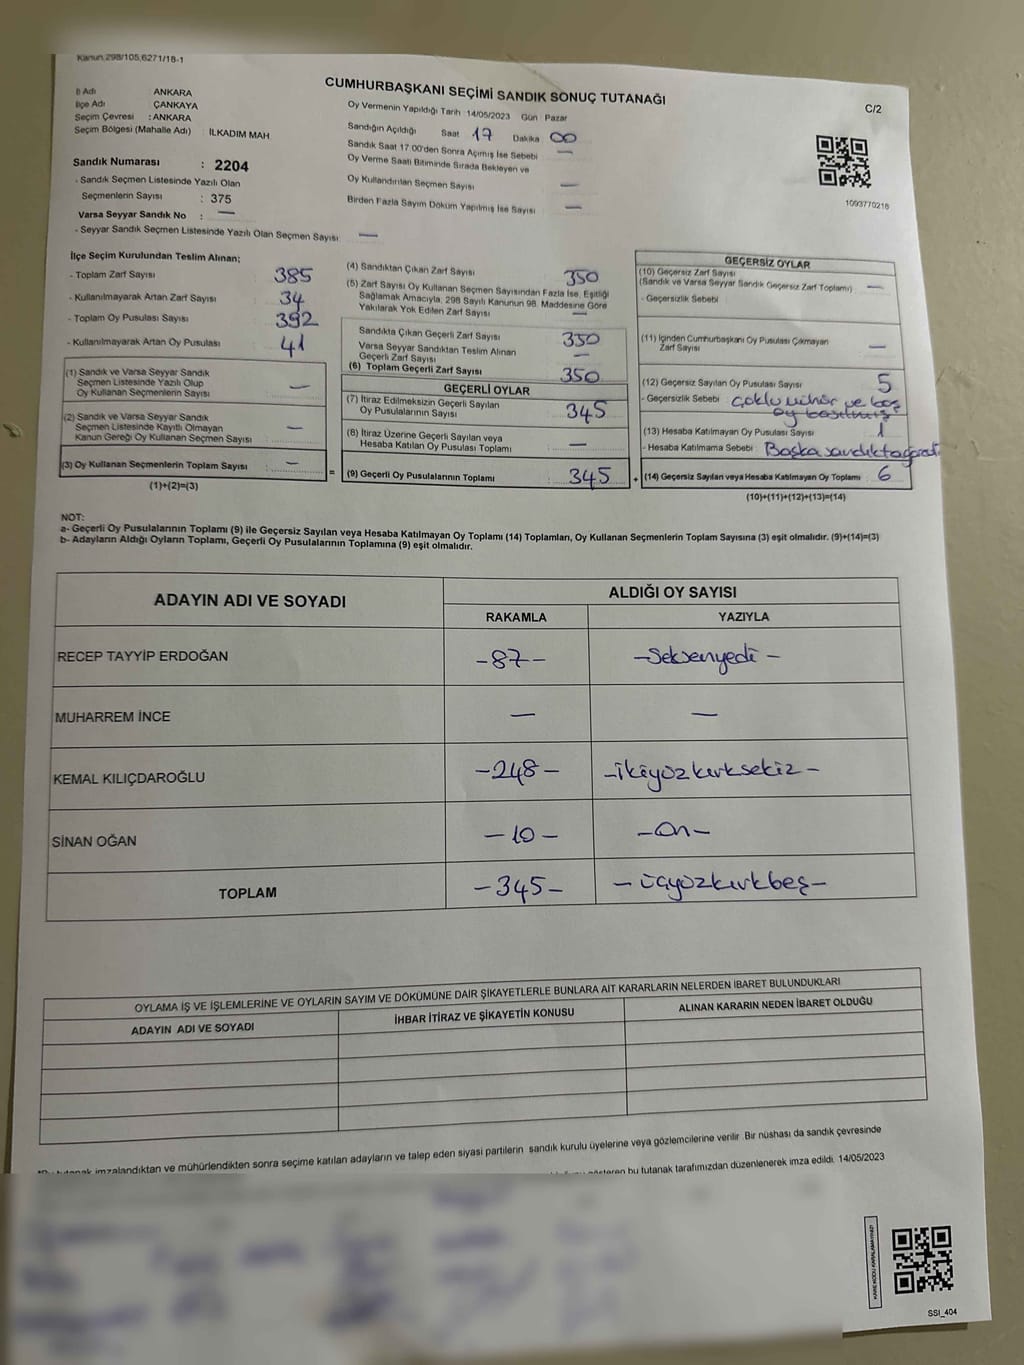 Kanun;298/105,6271/18-1
CUMHURBAŞKANI SEÇİMİ SANDIK SONUÇ TUTANAĞI
C/2
İl Adı ANKARA
İlçe Adı ÇANKAYA
Seçim Çevresi : ANKARA
Seçim Bölgesi (Mahalle Adı) : İLKADIM MAH
Sandık Numarası : 2204
- Sandık Seçmen Listesinde Yazılı Olan
Seçmenlerin Sayısı : 375
Varsa Seyyar Sandık No : —
- Seyyar Sandık Seçmen Listesinde Yazılı Olan Seçmen Sayısı —
Oy Vermenin Yapıldığı Tarih : 14/05/2023 Gün : Pazar
Sandığın Açıldığı Saat 17 Dakika 00
Sandık Saat 17:00'den Sonra Açımış İse Sebebi —
Oy Verme Saati Bitiminde Sırada Bekleyen ve
Oy Kullandırılan Seçmen Sayısı —
Birden Fazla Sayım Döküm Yapılmış İse Sayısı —
1093770218
İlçe Seçim Kurulundan Teslim Alınan;
- Toplam Zarf Sayısı 385
- Kullanılmayarak Artan Zarf Sayısı 34
- Toplam Oy Pusulası Sayısı 392
- Kullanılmayarak Artan Oy Pusulası 41
(1) Sandık ve Varsa Seyyar Sandık
Seçmen Listesinde Yazılı Olup
Oy Kullanan Seçmenlerin Sayısı : —
(2) Sandık ve Varsa Seyyar Sandık
Seçmen Listesinde Kayıtlı Olmayan
Kanun Gereği Oy Kullanan Seçmen Sayısı : —
(3) Oy Kullanan Seçmenlerin Toplam Sayısı : —
(1)+(2)=(3)
(4) Sandıktan Çıkan Zarf Sayısı 350
(5) Zarf Sayısı Oy Kullanan Seçmen Sayısından Fazla İse, Eşitliği
Sağlamak Amacıyla, 298 Sayılı Kanunun 98. Maddesine Göre
Yakılarak Yok Edilen Zarf Sayısı —
Sandıkta Çıkan Geçerli Zarf Sayısı 350
Varsa Seyyar Sandıktan Teslim Alınan
Geçerli Zarf Sayısı —
(6) Toplam Geçerli Zarf Sayısı 350
GEÇERLİ OYLAR
(7) İtiraz Edilmeksizin Geçerli Sayılan
Oy Pusulalarının Sayısı 345
(8) İtiraz Üzerine Geçerli Sayılan veya
Hesaba Katılan Oy Pusulası Toplamı —
= (9) Geçerli Oy Pusulalarının Toplamı 345
GEÇERSİZ OYLAR
(10) Geçersiz Zarf Sayısı
(Sandık ve Varsa Seyyar Sandık Geçersiz Zarf Toplamı) —
- Geçersizlik Sebebi
(11) İçinden Cumhurbaşkanı Oy Pusulası Çıkmayan
Zarf Sayısı —
(12) Geçersiz Sayılan Oy Pusulası Sayısı 5
- Geçersizlik Sebebi Çoklu mühür ve boş
oy basılmış
(13) Hesaba Katılmayan Oy Pusulası Sayısı 1
- Hesaba Katılmama Sebebi Başka sandıkta
+ (14) Geçersiz Sayılan veya Hesaba Katılmayan Oy Toplamı 6
(10)+(11)+(12)+(13)=(14)
NOT:
a- Geçerli Oy Pusulalarının Toplamı (9) ile Geçersiz Sayılan veya Hesaba Katılmayan Oy Toplamı (14) Toplamları, Oy Kullanan Seçmenlerin Toplam Sayısına (3) eşit olmalıdır. (9)+(14)=(3)
b- Adayların Aldığı Oyların Toplamı, Geçerli Oy Pusulalarının Toplamına (9) eşit olmalıdır.
ADAYIN ADI VE SOYADI ALDIĞI OY SAYISI
RAKAMLA YAZIYLA
RECEP TAYYİP ERDOĞAN -87- -Seksenyedi-
MUHARREM İNCE — —
KEMAL KILIÇDAROĞLU -248- -ikiyüzkırksekiz-
SİNAN OĞAN -10- -On-
TOPLAM -345- -üçyüzkırkbeş-
OYLAMA İŞ VE İŞLEMLERİNE VE OYLARIN SAYIM VE DÖKÜMÜNE DAİR ŞİKAYETLERLE BUNLARA AİT KARARLARIN NELERDEN İBARET BULUNDUKLARI
ADAYIN ADI VE SOYADI İHBAR İTİRAZ VE ŞİKAYETİN KONUSU ALINAN KARARIN NEDEN İBARET OLDUĞU
tutanak imzalandıktan ve mühürlendikten sonra seçime katılan adayların ve talep eden siyasi partilerin sandık kurulu üyelerine veya gözlemcilerine verilir. Bir nüshası da sandık çevresinde
gösteren bu tutanak tarafımızdan düzenlenerek imza edildi. 14/05/2023
KARE KODU KARALAMAYINIZ!
SSİ_404